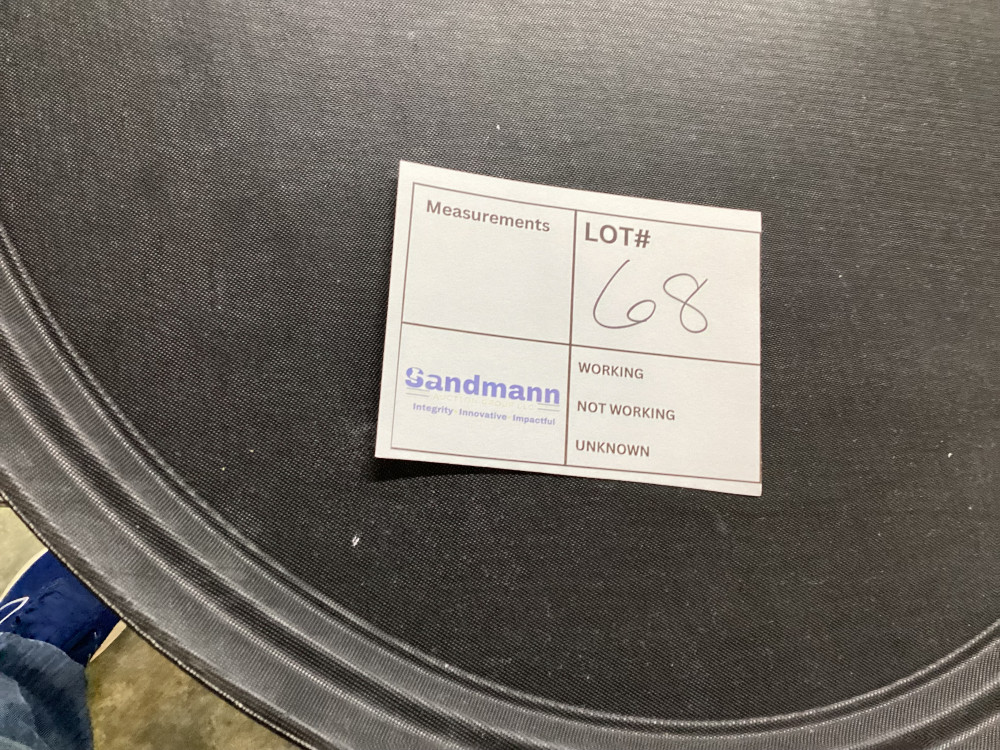 Measurements
LOT#
68
Sandmann
Integrity Innovative Impactful
WORKING
NOT WORKING
UNKNOWN